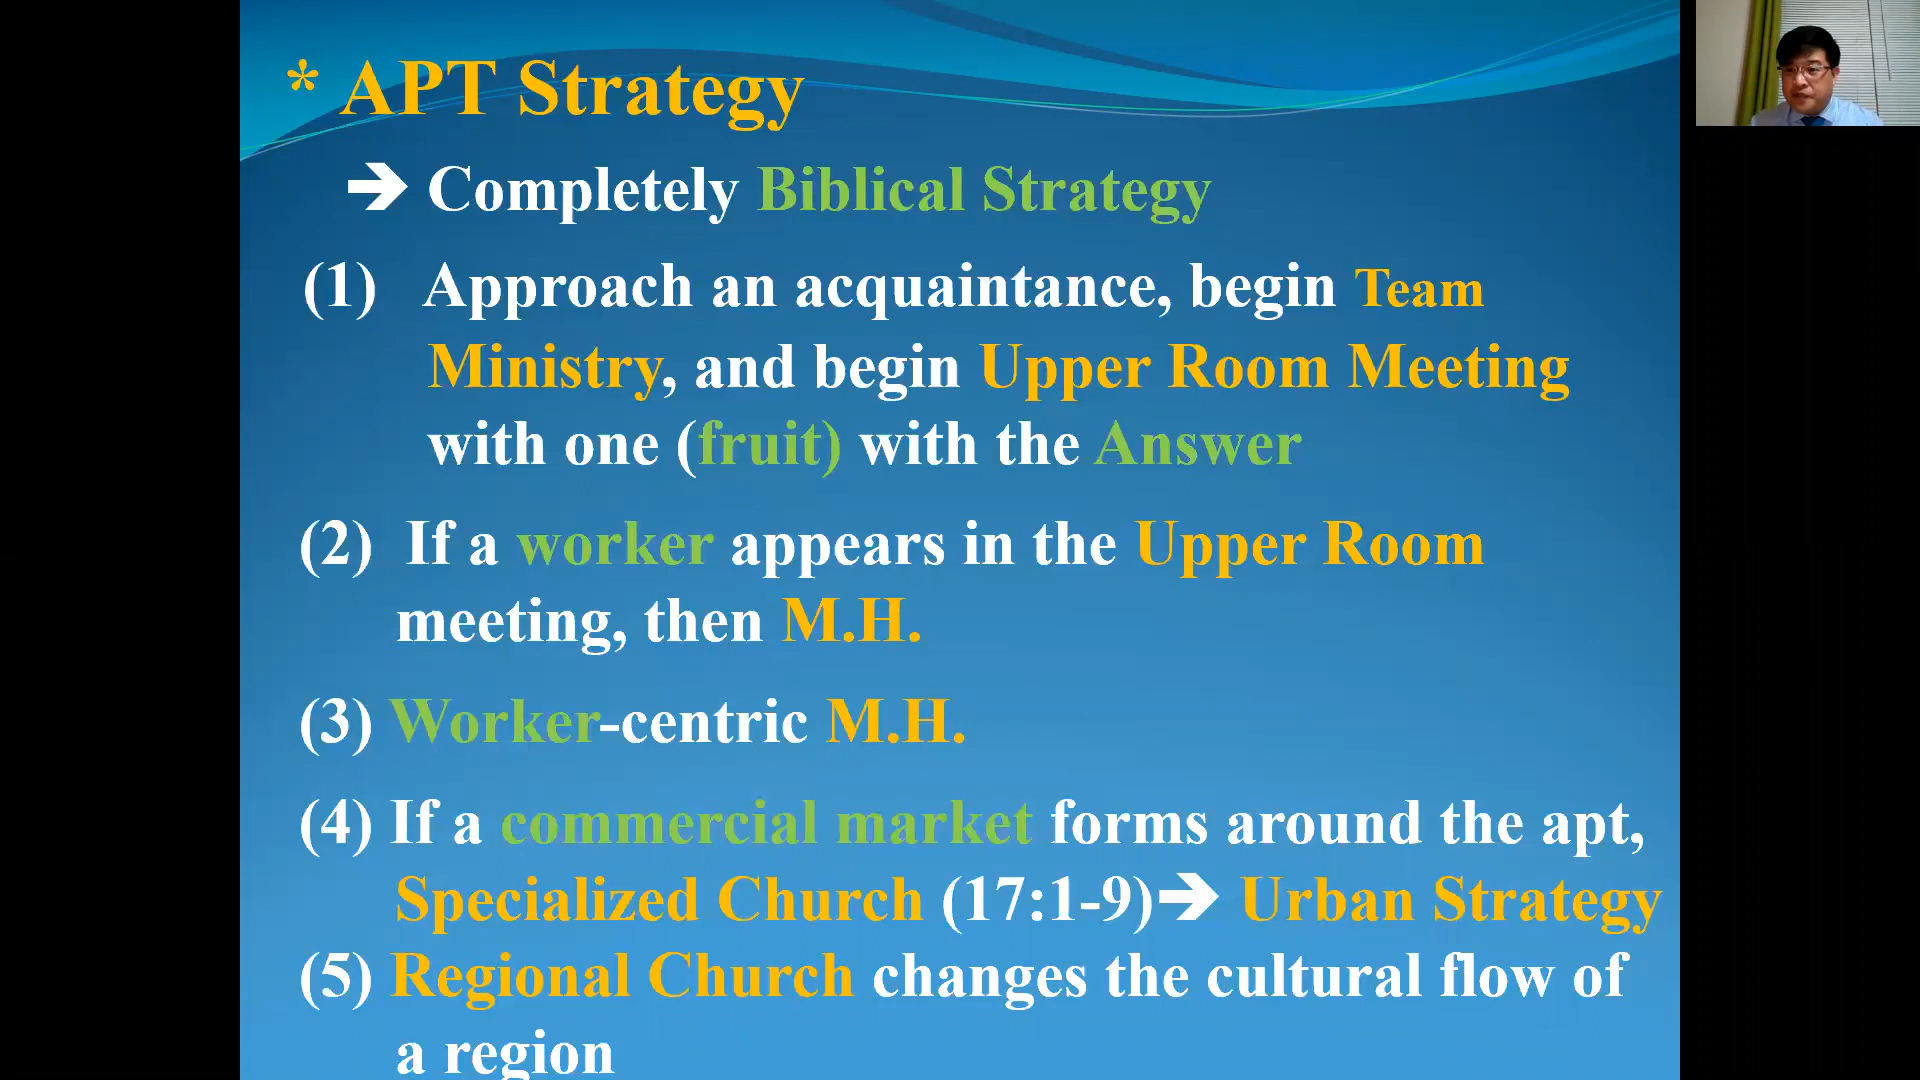 * APT Strategy
➔ Completely Biblical Strategy
(1) Approach an acquaintance, begin Team
Ministry, and begin Upper Room Meeting
with one (fruit) with the Answer
(2) If a worker appears in the Upper Room
meeting, then M.H.
(3) Worker-centric M.H.
(4) If a commercial market forms around the apt,
Specialized Church (17:1-9)➔ Urban Strategy
(5) Regional Church changes the cultural flow of
a region